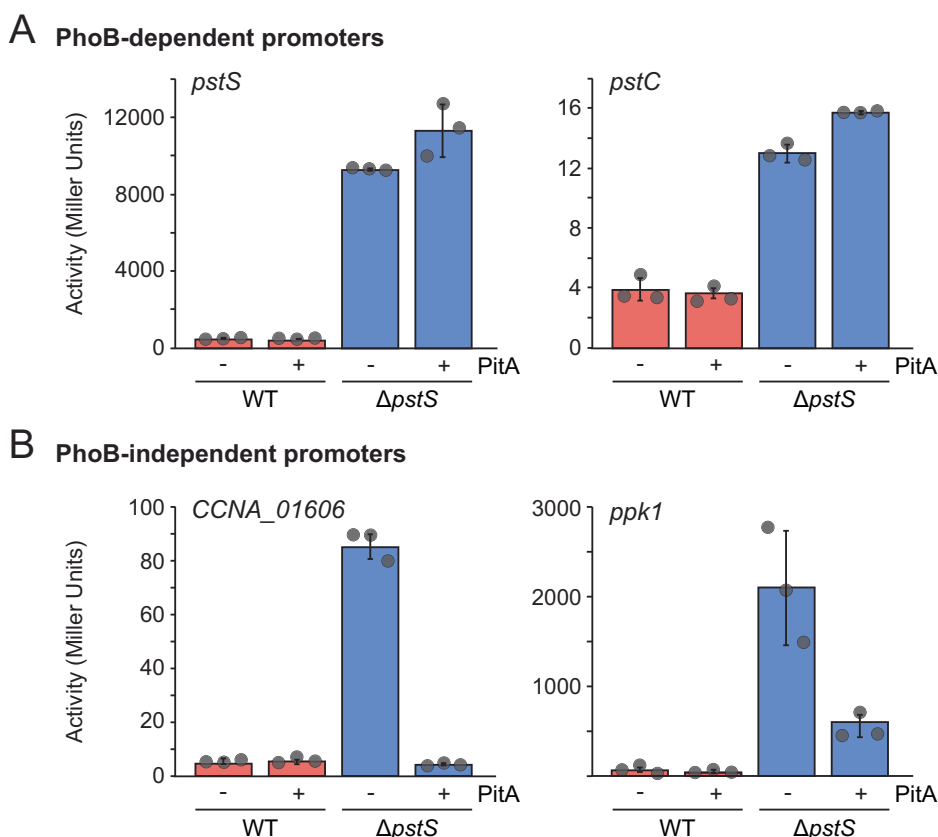 A PhoB-dependent promoters
pstS
pstC
Activity (Miller Units)
12000
8000
4000
0
16
12
8
4
0
- + - + PitA
WT ΔpstS
- + - + PitA
WT ΔpstS
B PhoB-independent promoters
CCNA_01606
ppk1
Activity (Miller Units)
100
80
60
40
20
0
3000
2000
1000
- + - + PitA
WT ΔpstS
- + - + PitA
WT ΔpstS